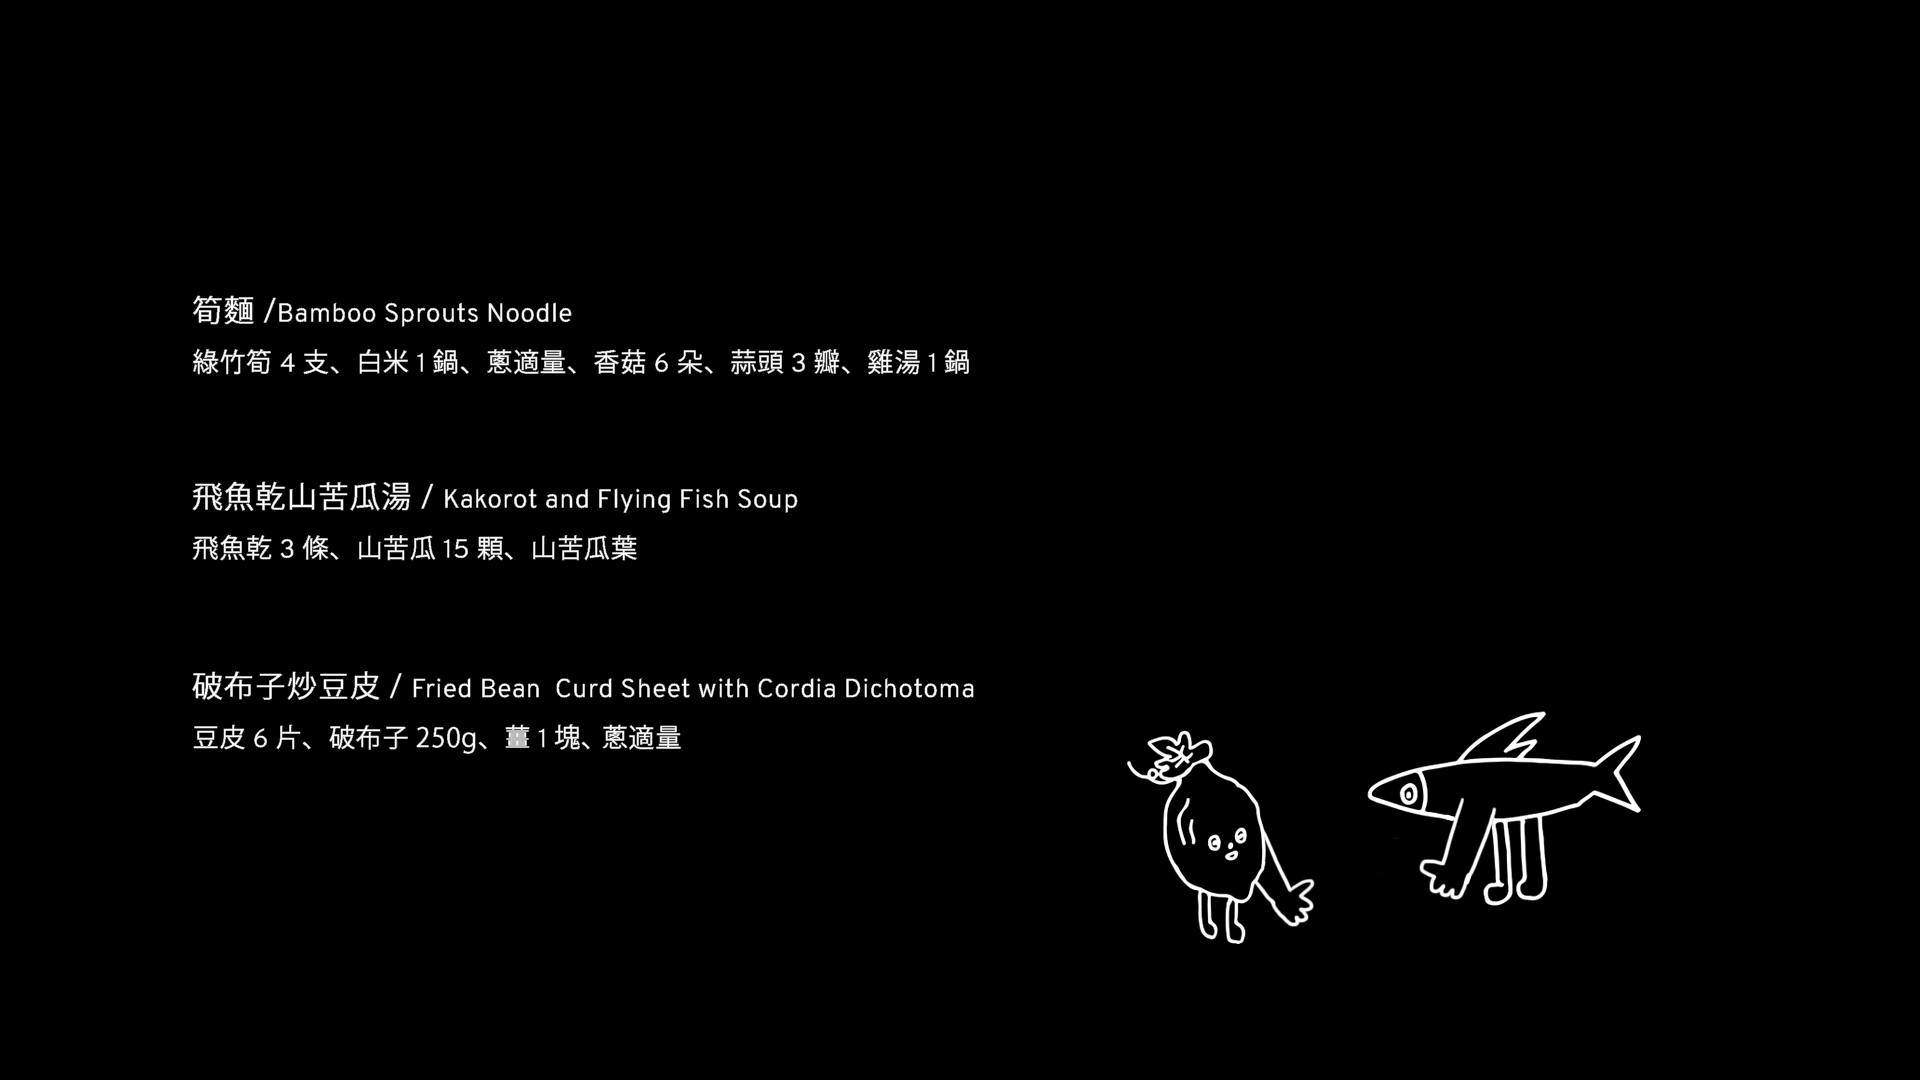 筍麵 /Bamboo Sprouts Noodle
綠竹筍 4 支、白米 1 鍋、蔥適量、香菇 6 朵、蒜頭 3 瓣、雞湯 1 鍋
飛魚乾山苦瓜湯 / Kakorot and Flying Fish Soup
飛魚乾 3 條、山苦瓜 15 顆、山苦瓜葉
破布子炒豆皮 / Fried Bean  Curd Sheet with Cordia Dichotoma
豆皮 6 片、破布子 250g、薑 1 塊、蔥適量